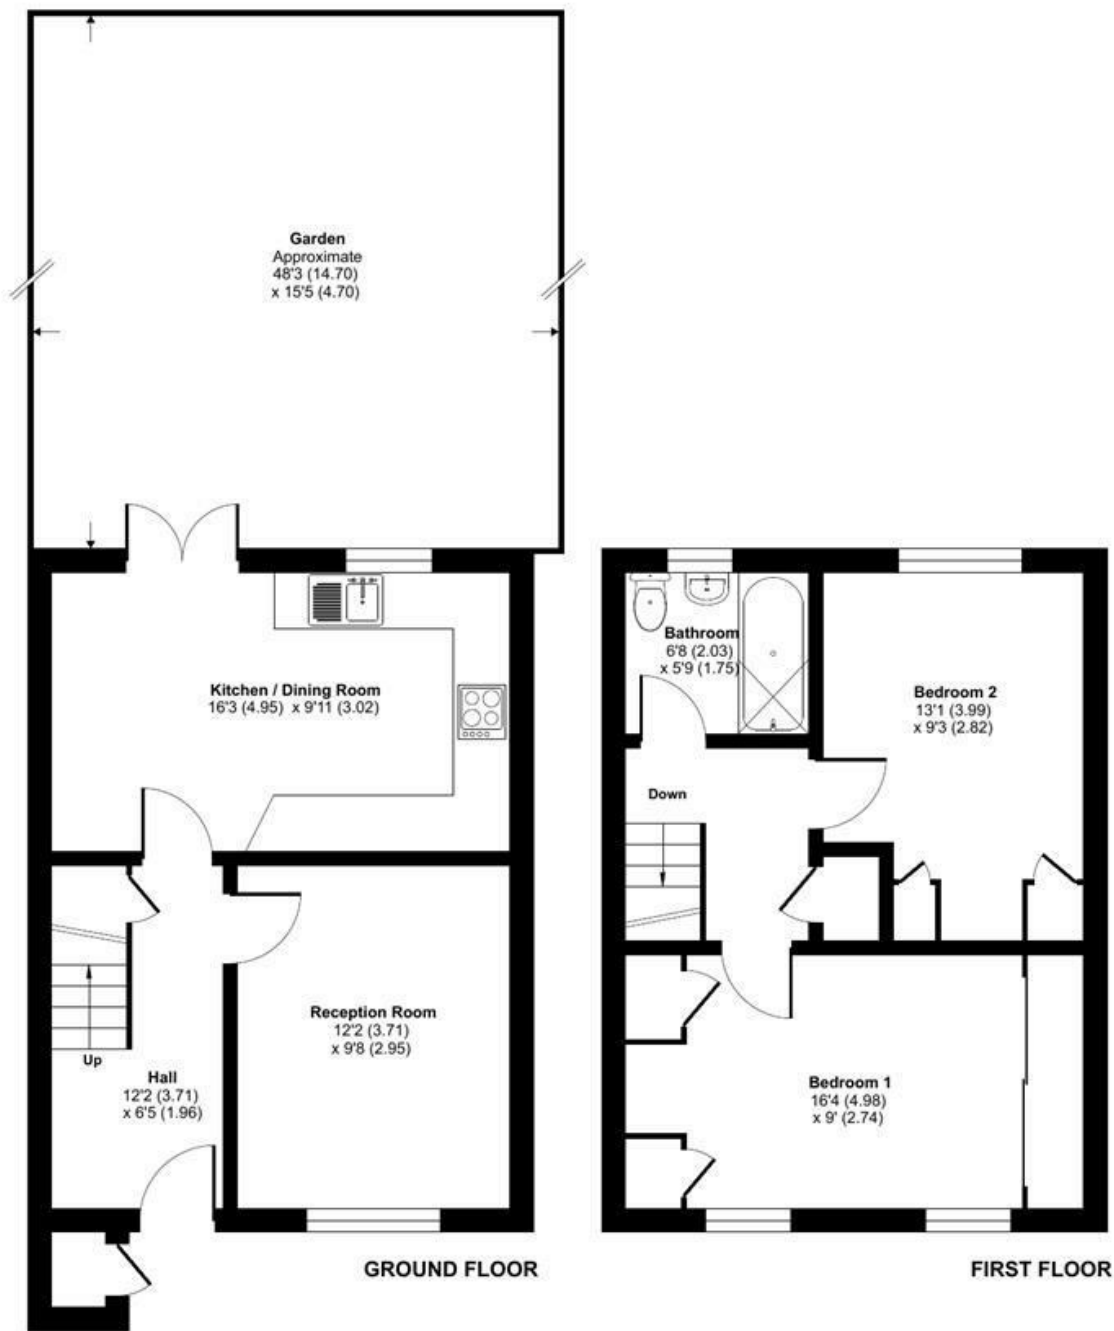 Garden
Approximate
48'3 (14.70)
x 15'5 (4.70)
Kitchen / Dining Room
16'3 (4.95) x 9'11 (3.02)
Reception Room
12'2 (3.71)
x 9'8 (2.95)
Up
Hall
12'2 (3.71)
x 6'5 (1.96)
GROUND FLOOR
Bathroom
6'8 (2.03)
x 5'9 (1.75)
Bedroom 2
13'1 (3.99)
x 9'3 (2.82)
Down
Bedroom 1
16'4 (4.98)
x 9' (2.74)
FIRST FLOOR